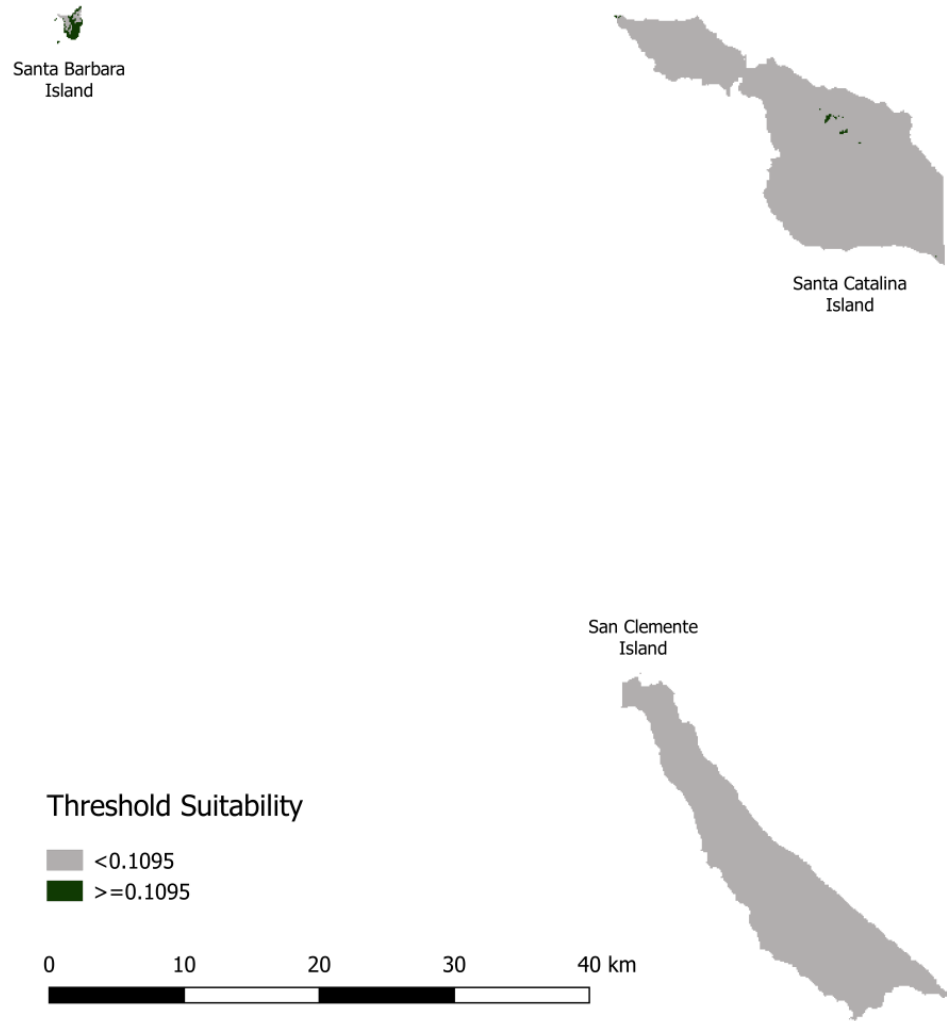 Santa Barbara
Island
Santa Catalina
Island
San Clemente
Island
Threshold Suitability
<0.1095
>=0.1095
0 10 20 30 40 km